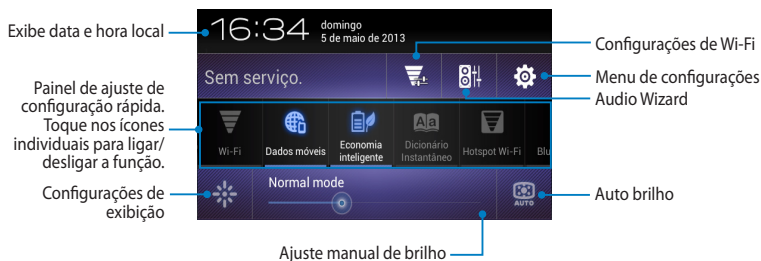 Exibe data e hora local
16:34
domingo
5 de maio de 2013
Configurações de Wi-Fi
Sem serviço.
Menu de configurações
Audio Wizard
Painel de ajuste de
configuração rápida.
Toque nos ícones
individuais para ligar/
desligar a função.
Wi-Fi
Dados móveis
Economia
inteligente
Aa
Dicionário
Instantâneo
Hotspot Wi-Fi
Blu
Configurações de
exibição
Normal mode
AUTO
Auto brilho
Ajuste manual de brilho